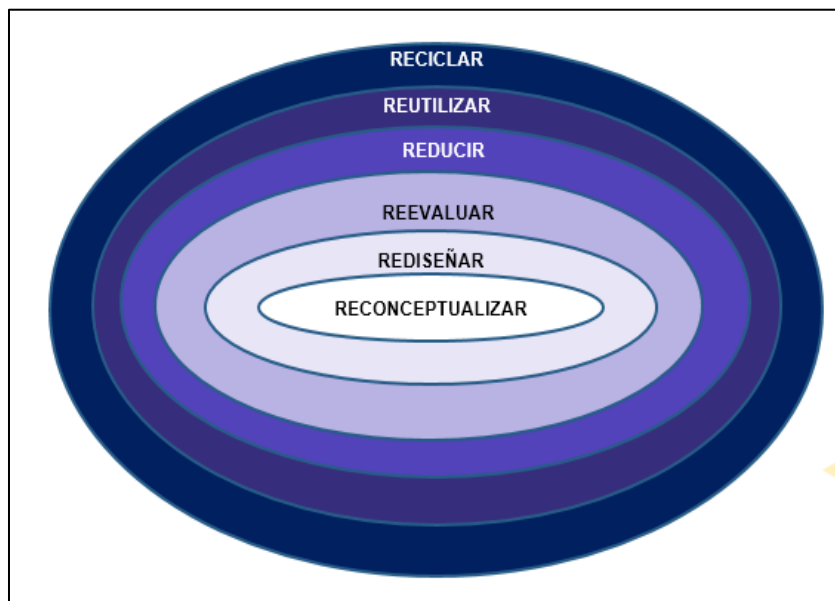 RECICLAR
REUTILIZAR
REDUCIR
REEVALUAR
REDISEÑAR
RECONCEPTUALIZAR